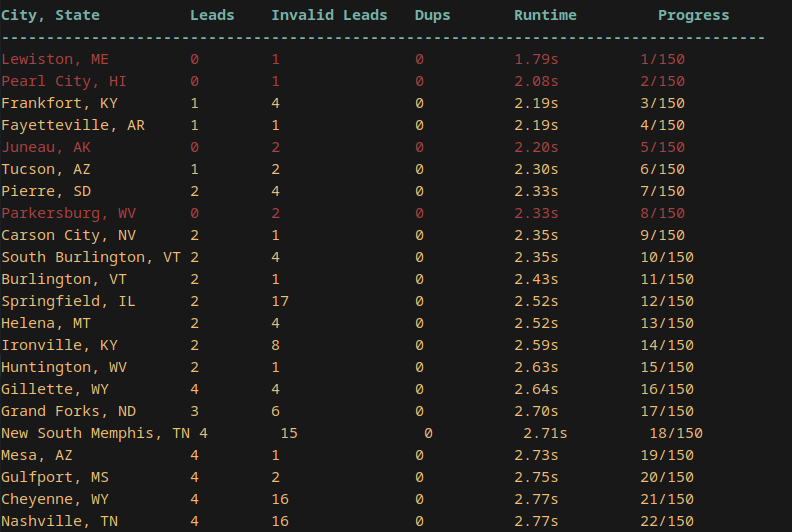 City, State          Leads    Invalid Leads   Dups       Runtime         Progress
-------------------------------------------------------------------------------------
Lewiston, ME         0        1               0          1.79s         1/150
Pearl City, HI       0        1               0          2.08s         2/150
Frankfort, KY        1        4               0          2.19s         3/150
Fayetteville, AR     1        1               0          2.19s         4/150
Juneau, AK           0        2               0          2.20s         5/150
Tucson, AZ           1        2               0          2.30s         6/150
Pierre, SD           2        4               0          2.33s         7/150
Parkersburg, WV      0        2               0          2.33s         8/150
Carson City, NV      2        1               0          2.35s         9/150
South Burlington, VT 2        4               0          2.35s         10/150
Burlington, VT       2        1               0          2.43s         11/150
Springfield, IL      2        17              0          2.52s         12/150
Helena, MT           2        4               0          2.52s         13/150
Ironville, KY        2        8               0          2.59s         14/150
Huntington, WV       2        1               0          2.63s         15/150
Gillette, WY         4        4               0          2.64s         16/150
Grand Forks, ND      3        6               0          2.70s         17/150
New South Memphis, TN 4        15              0          2.71s         18/150
Mesa, AZ             4        1               0          2.73s         19/150
Gulfport, MS         4        2               0          2.75s         20/150
Cheyenne, WY         4        16              0          2.77s         21/150
Nashville, TN        4        16              0          2.77s         22/150